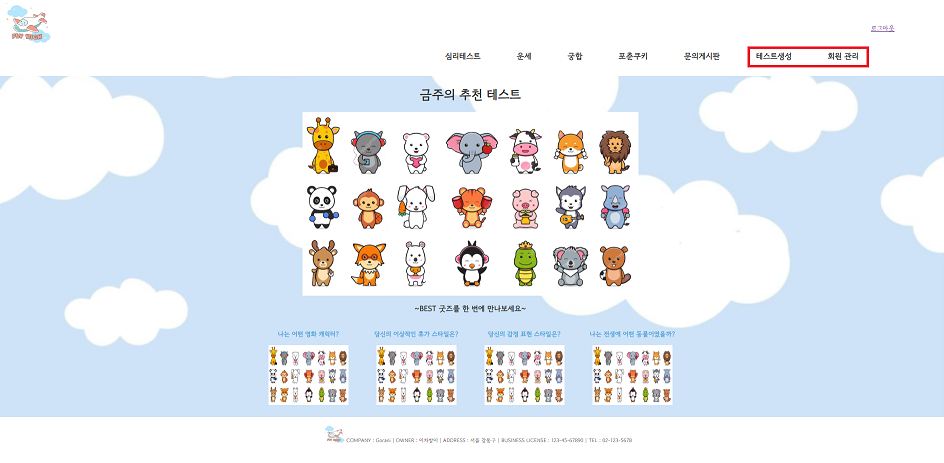 FLY HIGH
로그아웃
심리테스트 운세 궁합 포춘쿠키 문의게시판 테스트생성 회원 관리
금주의 추천 테스트
~BEST 굿즈를 한 번에 만나보세요~
나는 어떤 영화 캐릭터? 당신의 이상적인 휴가 스타일은? 당신의 감정 표현 스타일은? 나는 전생에 어떤 동물이었을까?
COMPANY : | OWNER : 이자방이 | ADDRESS : 서울 강동구 | BUSINESS LICENSE : 123-45-67890 | TEL : 02-123-5678